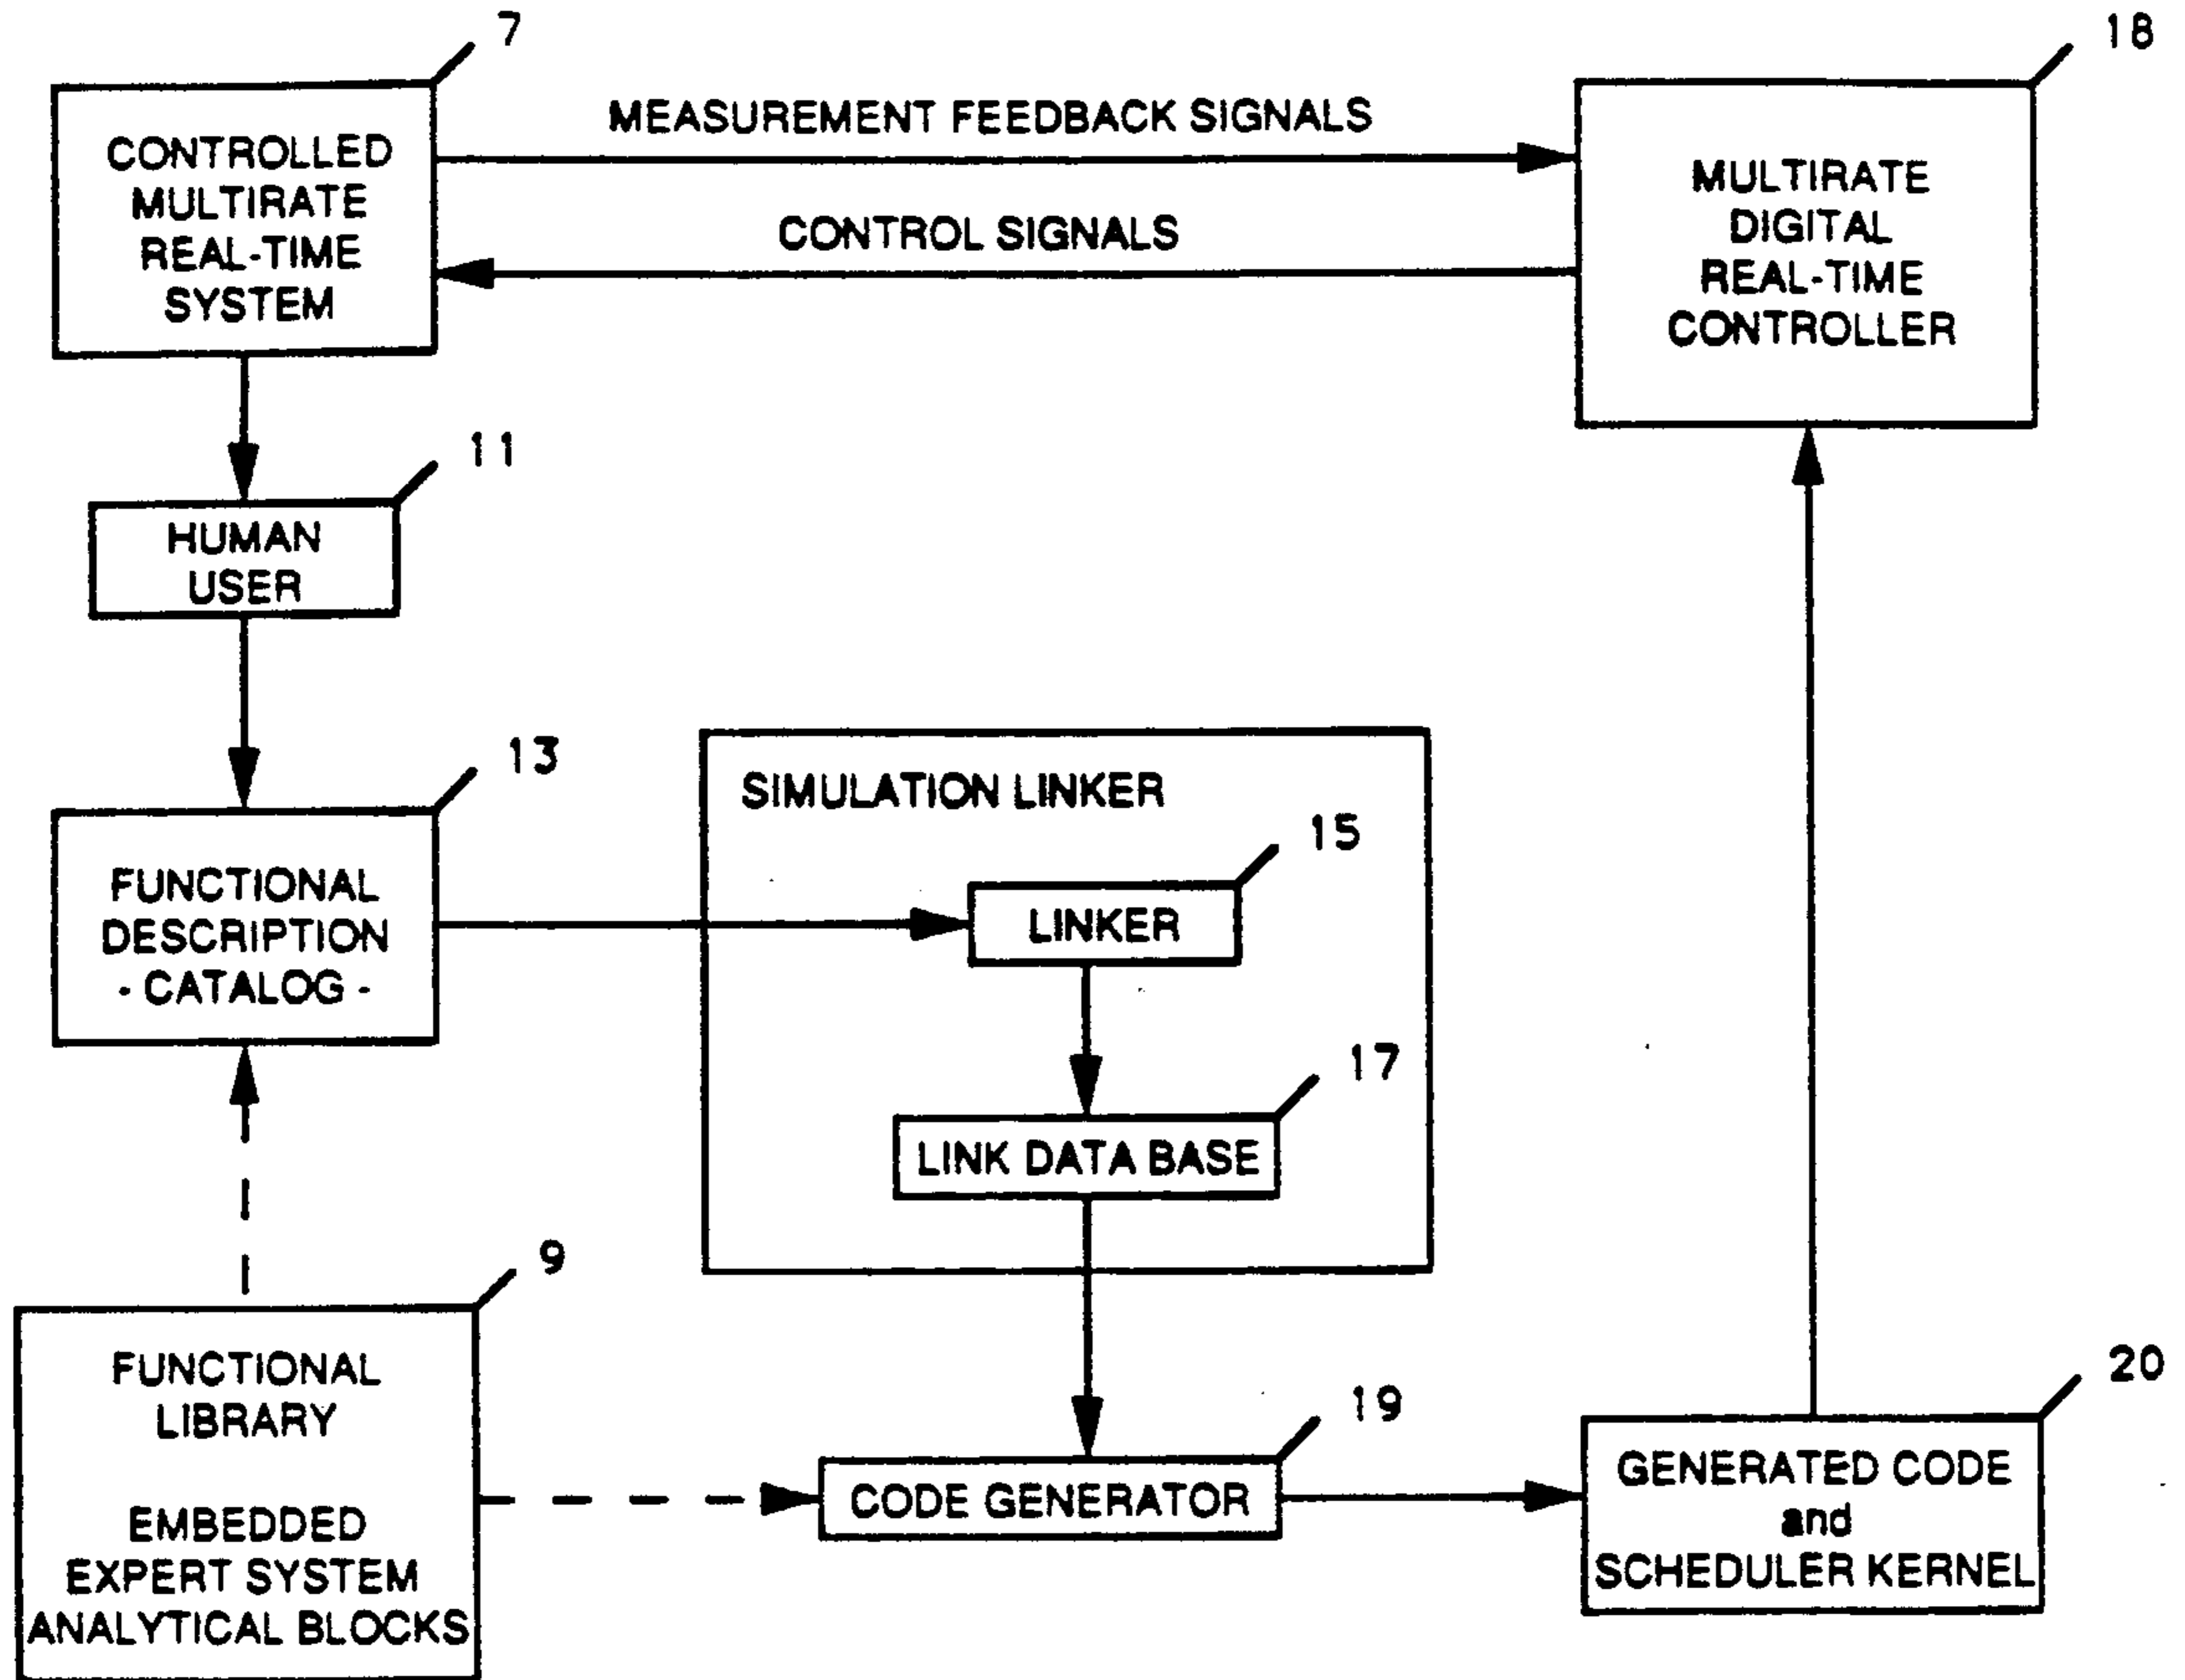 7
18
MEASUREMENT FEEDBACK SIGNALS
CONTROLLED
MULTIRATE
REAL-TIME
SYSTEM
MULTIRATE
DIGITAL
REAL-TIME
CONTROLLER
CONTROL SIGNALS
11
HUMAN
USER
13
FUNCTIONAL
DESCRIPTION
- CATALOG -
SIMULATION LINKER
15
LINKER
17
LINK DATA BASE
9
FUNCTIONAL
LIBRARY
EMBEDDED
EXPERT SYSTEM
ANALYTICAL BLOCKS
19
CODE GENERATOR
20
GENERATED CODE
and
SCHEDULER KERNEL